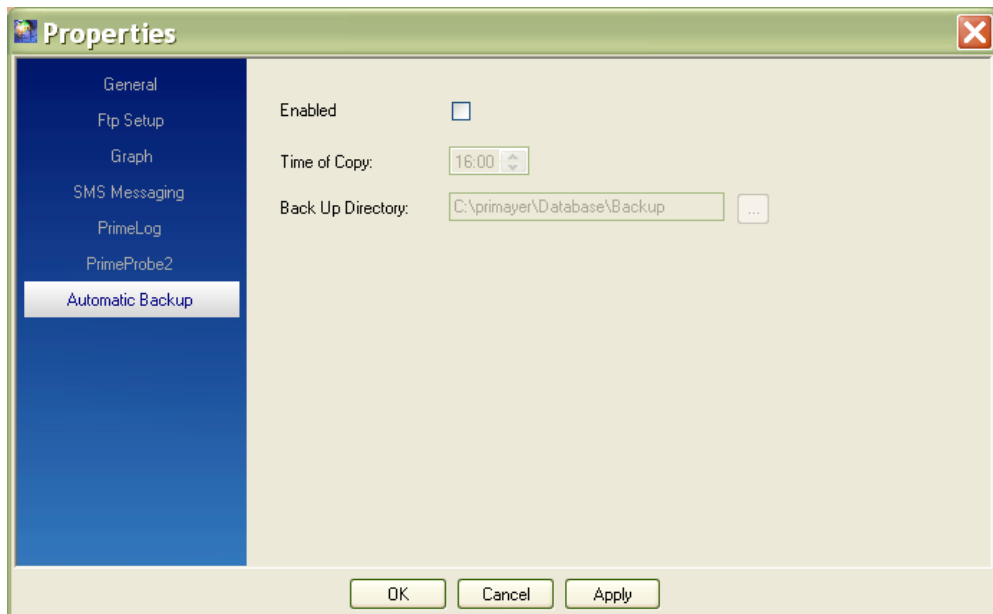 Properties
General
Ftp Setup
Graph
SMS Messaging
PrimeLog
PrimeProbe2
Automatic Backup
Enabled
Time of Copy: 16:00
Back Up Directory: C:\primayer\Database\Backup ...
OK Cancel Apply